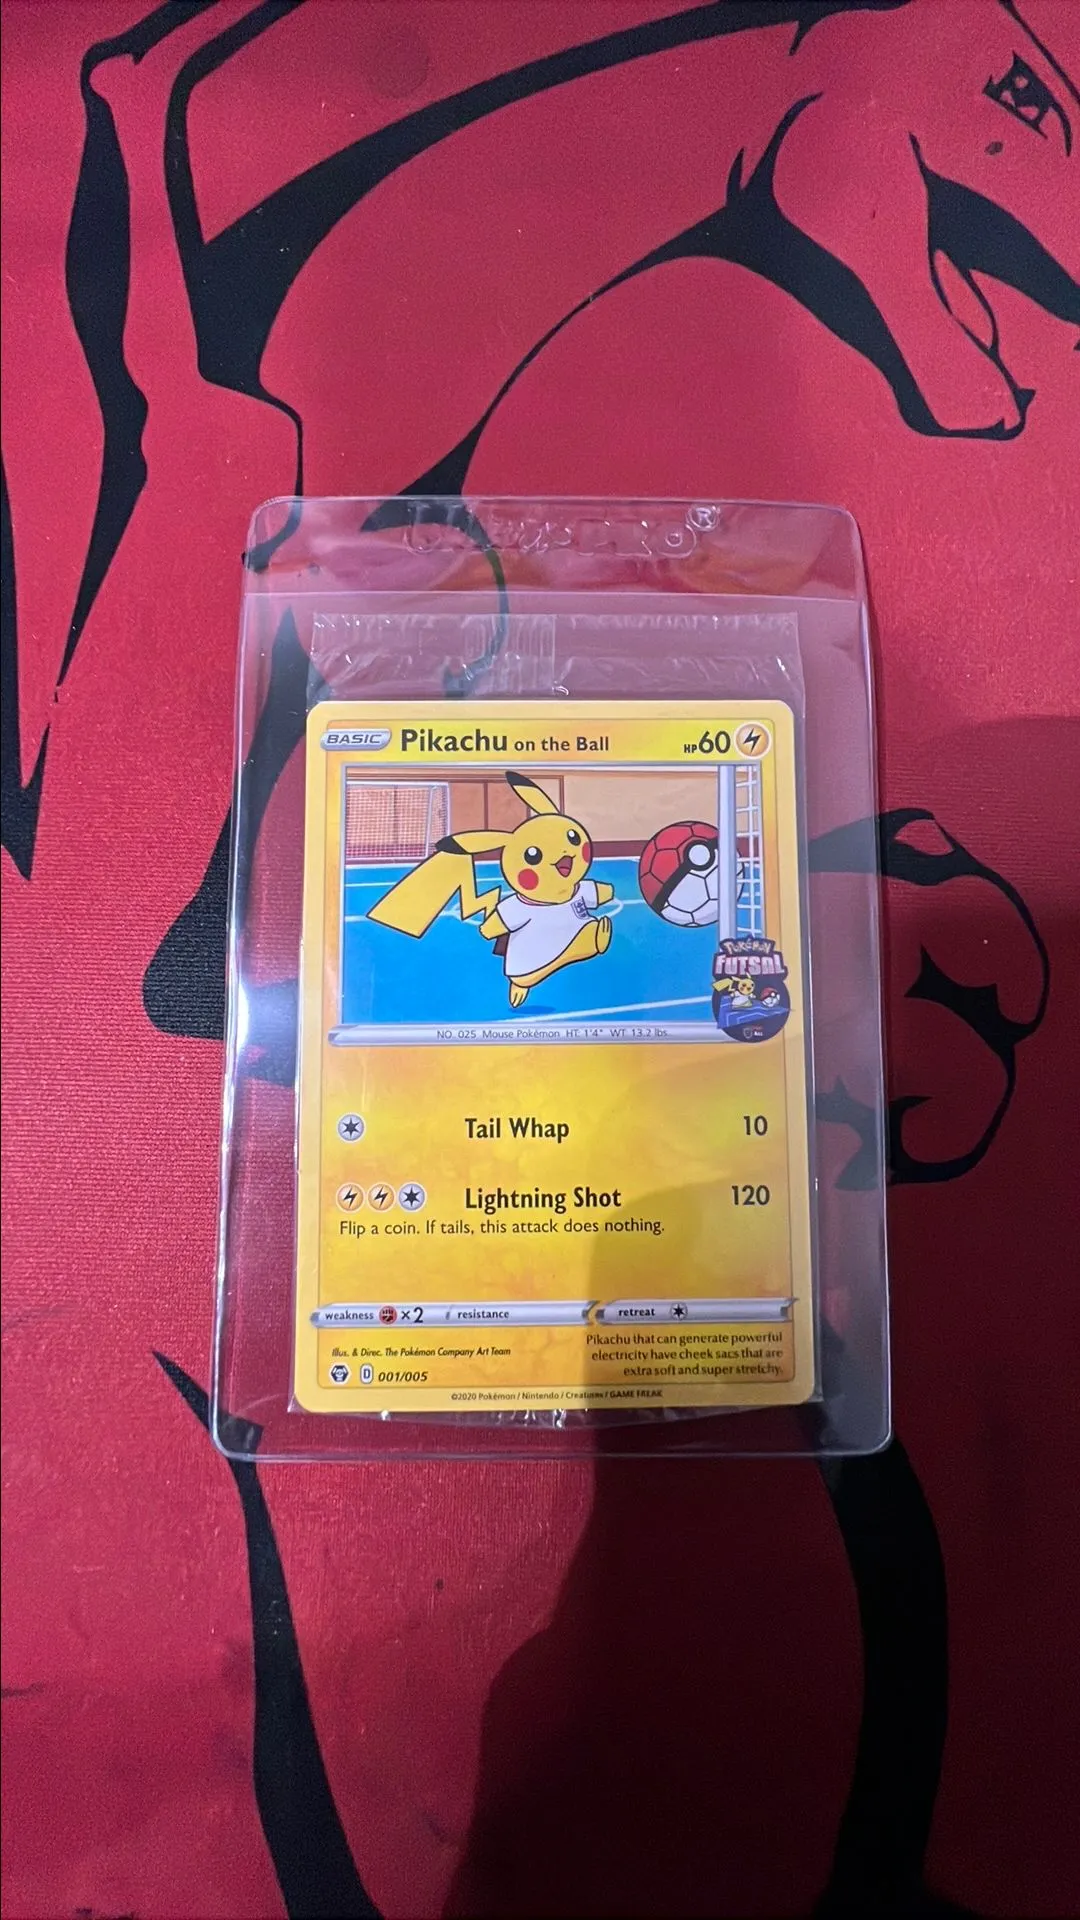 Ultra PRO®
BASIC Pikachu on the Ball HP 60
Pokémon
FUTSAL
NO. 025 Mouse Pokémon HT: 1'4" WT: 13.2 lbs.
Tail Whap 10
Lightning Shot 120
Flip a coin. If tails, this attack does nothing.
weakness ×2 resistance retreat
Illus. & Direc. The Pokémon Company Art Team
D 001/005
Pikachu that can generate powerful
electricity have cheek sacs that are
extra soft and super stretchy.
©2020 Pokémon / Nintendo / Creatures / GAME FREAK